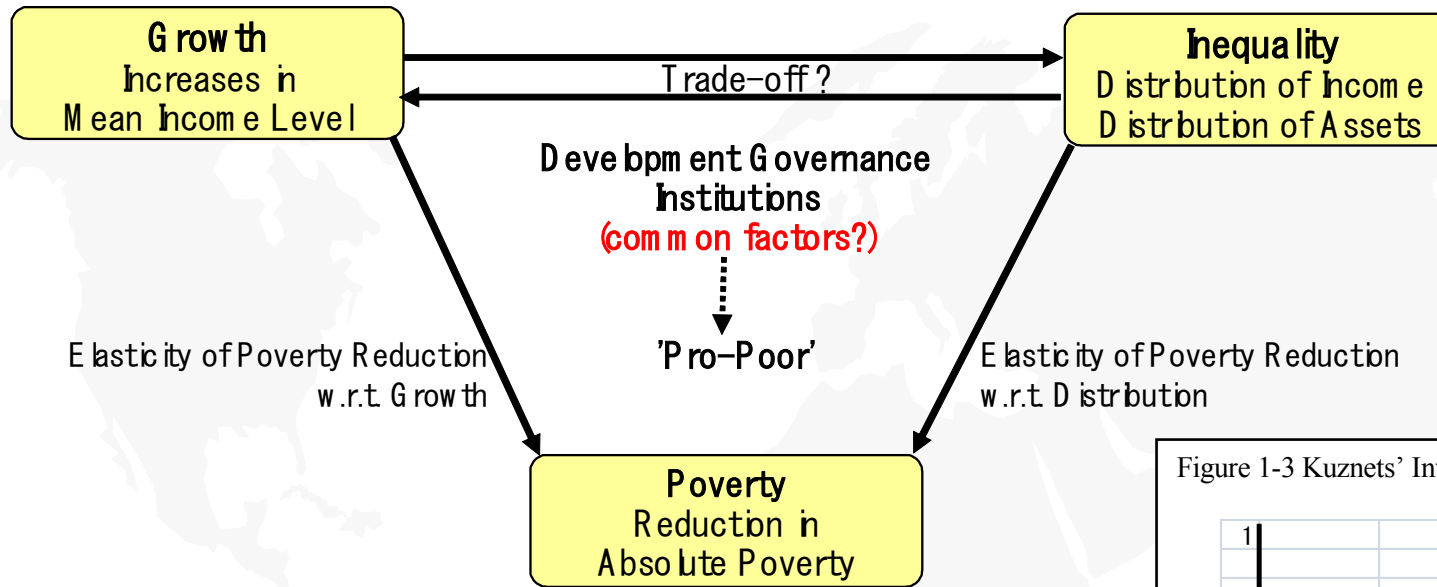 Growth
Increases in
Mean Income Level
Trade-off?
Inequality
Distribution of Income
Distribution of Assets
Development Governance
Institutions
(common factors?)
'Pro-Poor'
Elasticity of Poverty Reduction
w.r.t. Growth
Elasticity of Poverty Reduction
w.r.t. Distribution
Poverty
Reduction in
Absolute Poverty
Figure 1-3 Kuznets'
1